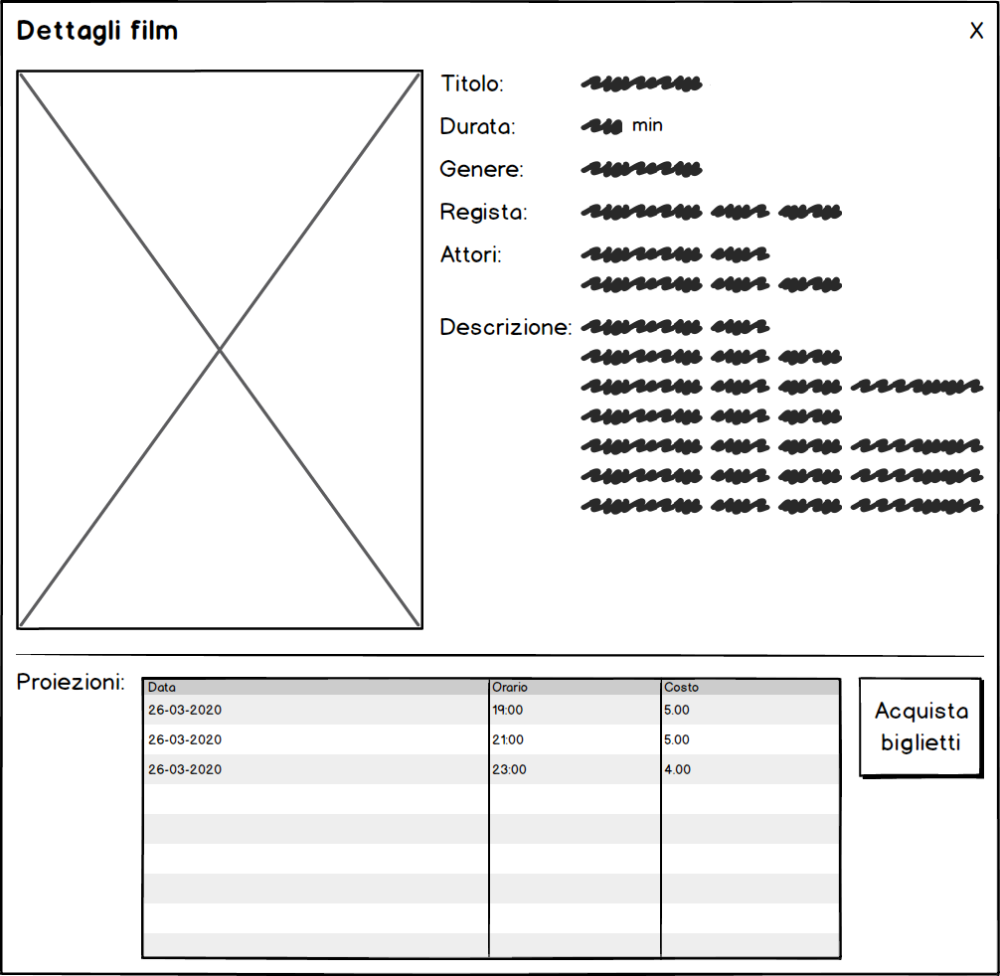 Dettagli film
X
Titolo:
Durata: min
Genere:
Regista:
Attori:
Descrizione:
Proiezioni:
Data Orario Costo
26-03-2020 19:00 5.00
26-03-2020 21:00 5.00
26-03-2020 23:00 4.00
Acquista
biglietti